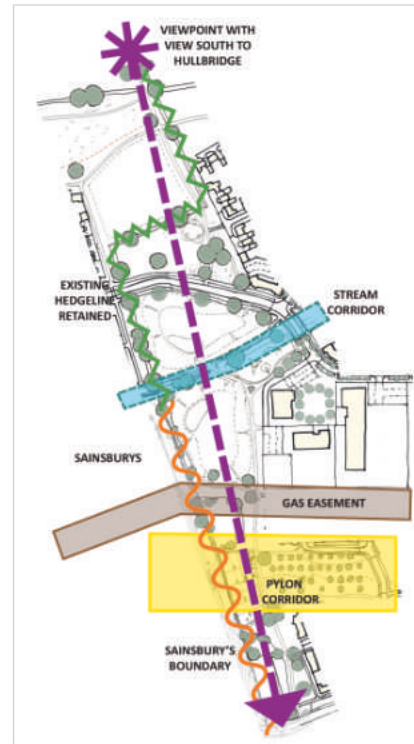 VIEWPOINT WITH
VIEW SOUTH TO
HULLBRIDGE
EXISTING
HEDGELINE
RETAINED
STREAM
CORRIDOR
SAINSBURYS
GAS EASEMENT
PYLON
CORRIDOR
SAINSBURY'S
BOUNDARY